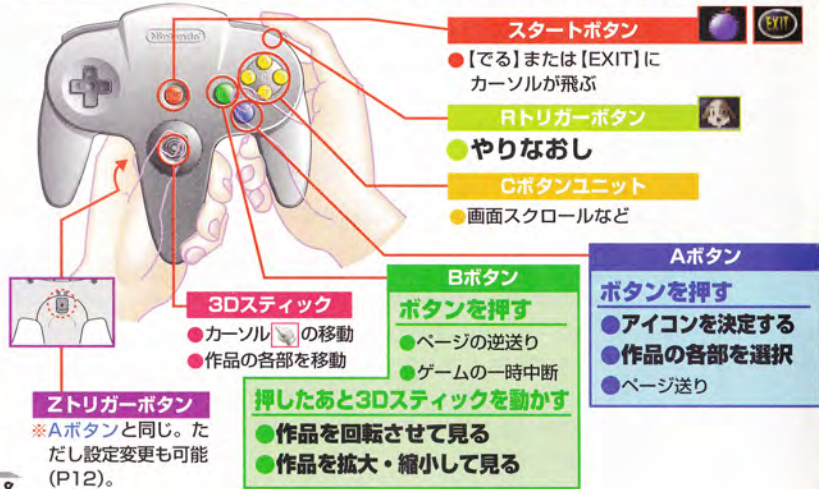 Nintendo
スタートボタン
EXIT
●【でる】または【EXIT】に
カーソルが飛ぶ
Rトリガーボタン
●やりなおし
Cボタンユニット
●画面スクロールなど
Aボタン
ボタンを押す
●アイコンを決定する
●作品の各部を選択
●ページ送り
Bボタン
ボタンを押す
●ページの逆送り
●ゲームの一時中断
押したあと3Dスティックを動かす
●作品を回転させて見る
●作品を拡大・縮小して見る
3Dスティック
●カーソルの移動
●作品の各部を移動
Zトリガーボタン
※Aボタンと同じ。た
だし設定変更も可能
(P12)。
8